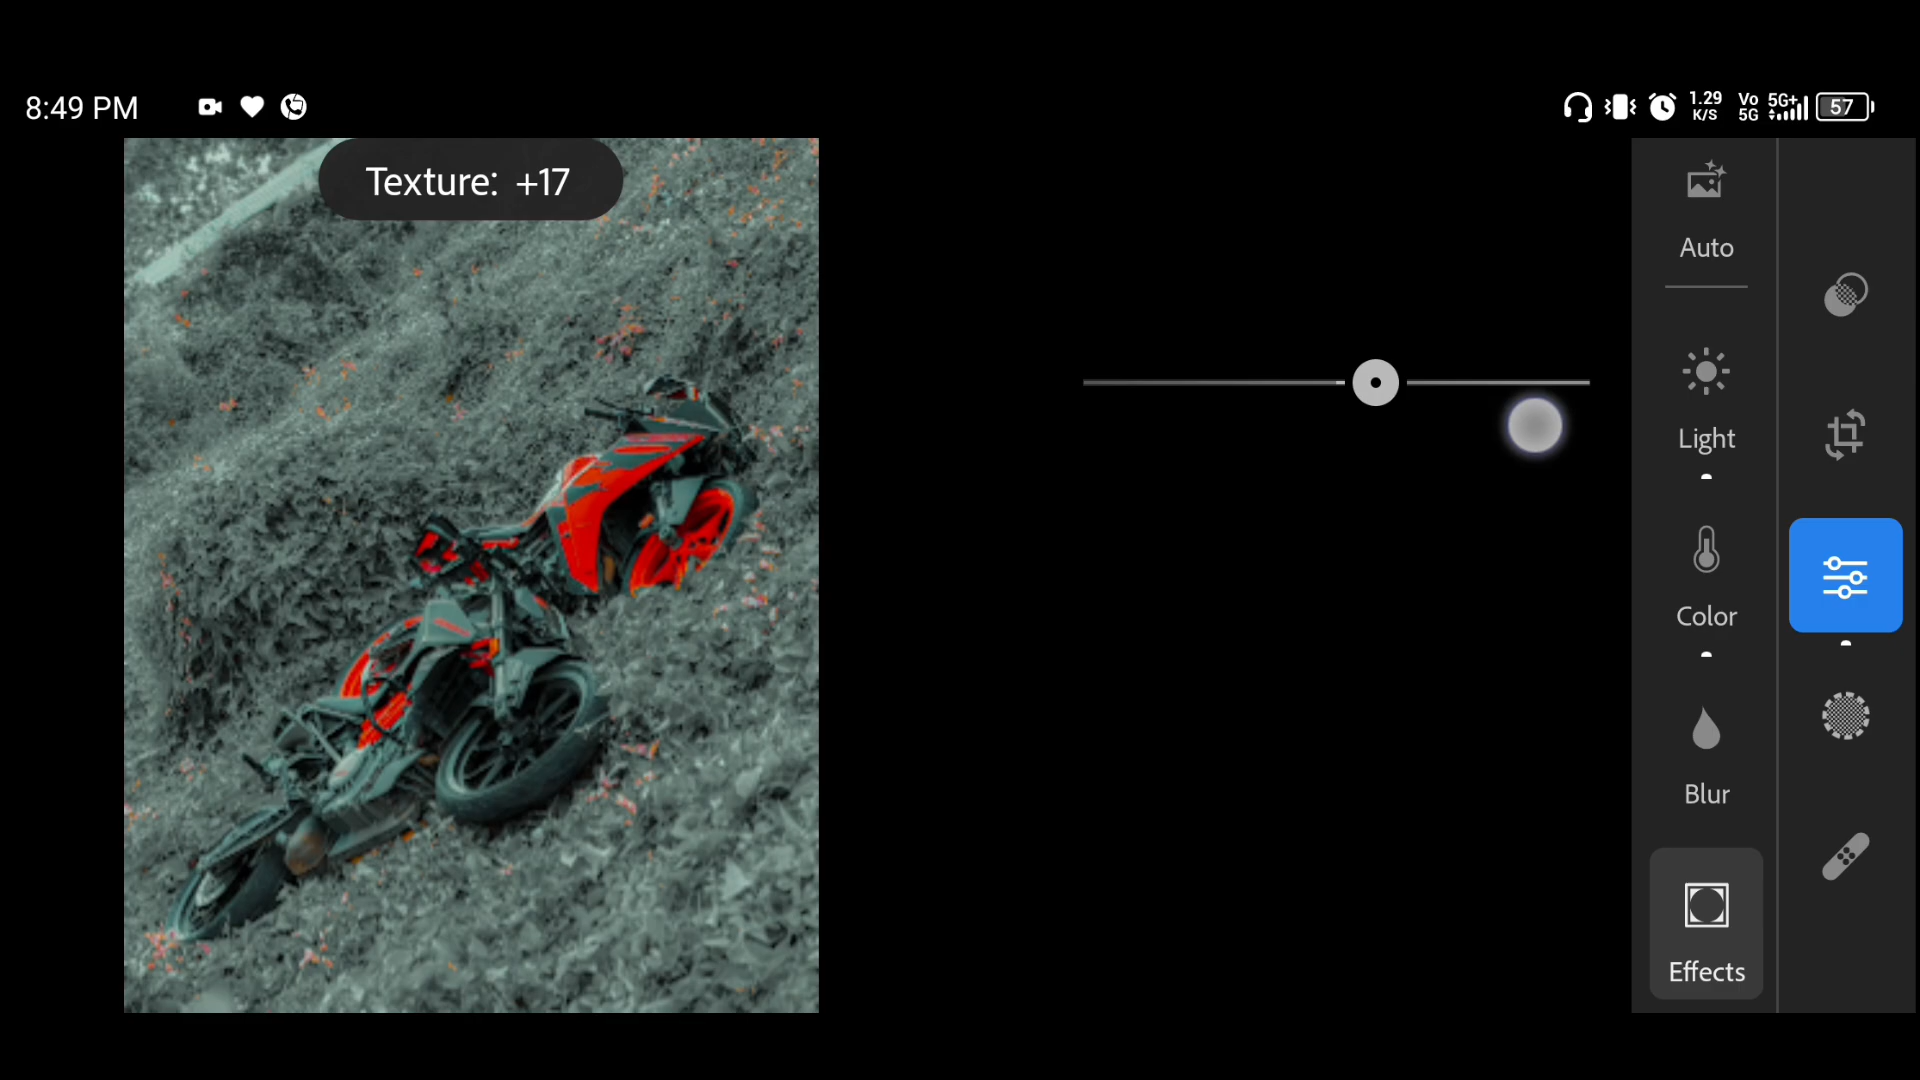 8:49 PM
1.29
K/S
Vo
5G
5G+
57
Texture: +17
Auto
Light
Color
Blur
Effects